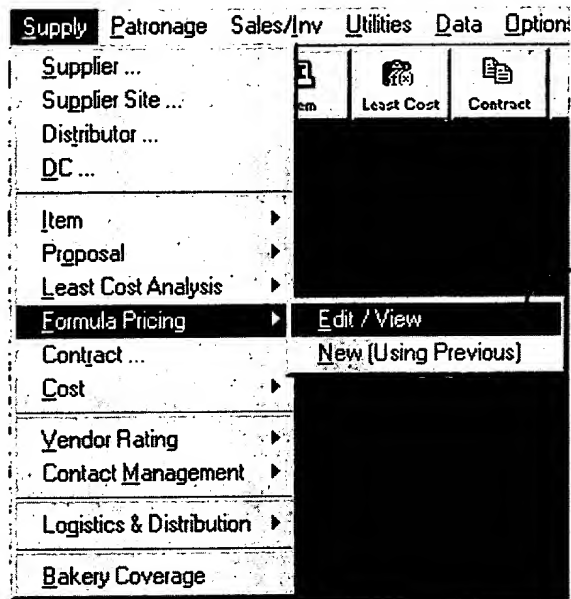 Supply Patronage Sales/Inv Utilities Data Option
Supplier ...
Supplier Site ...
Distributor ...
DC ...
Least Cost Contract
Item
Proposal
Least Cost Analysis
Formula Pricing
Edit / View
New (Using Previous)
Contract ...
Cost
Vendor Rating
Contact Management
Logistics & Distribution
Bakery Coverage